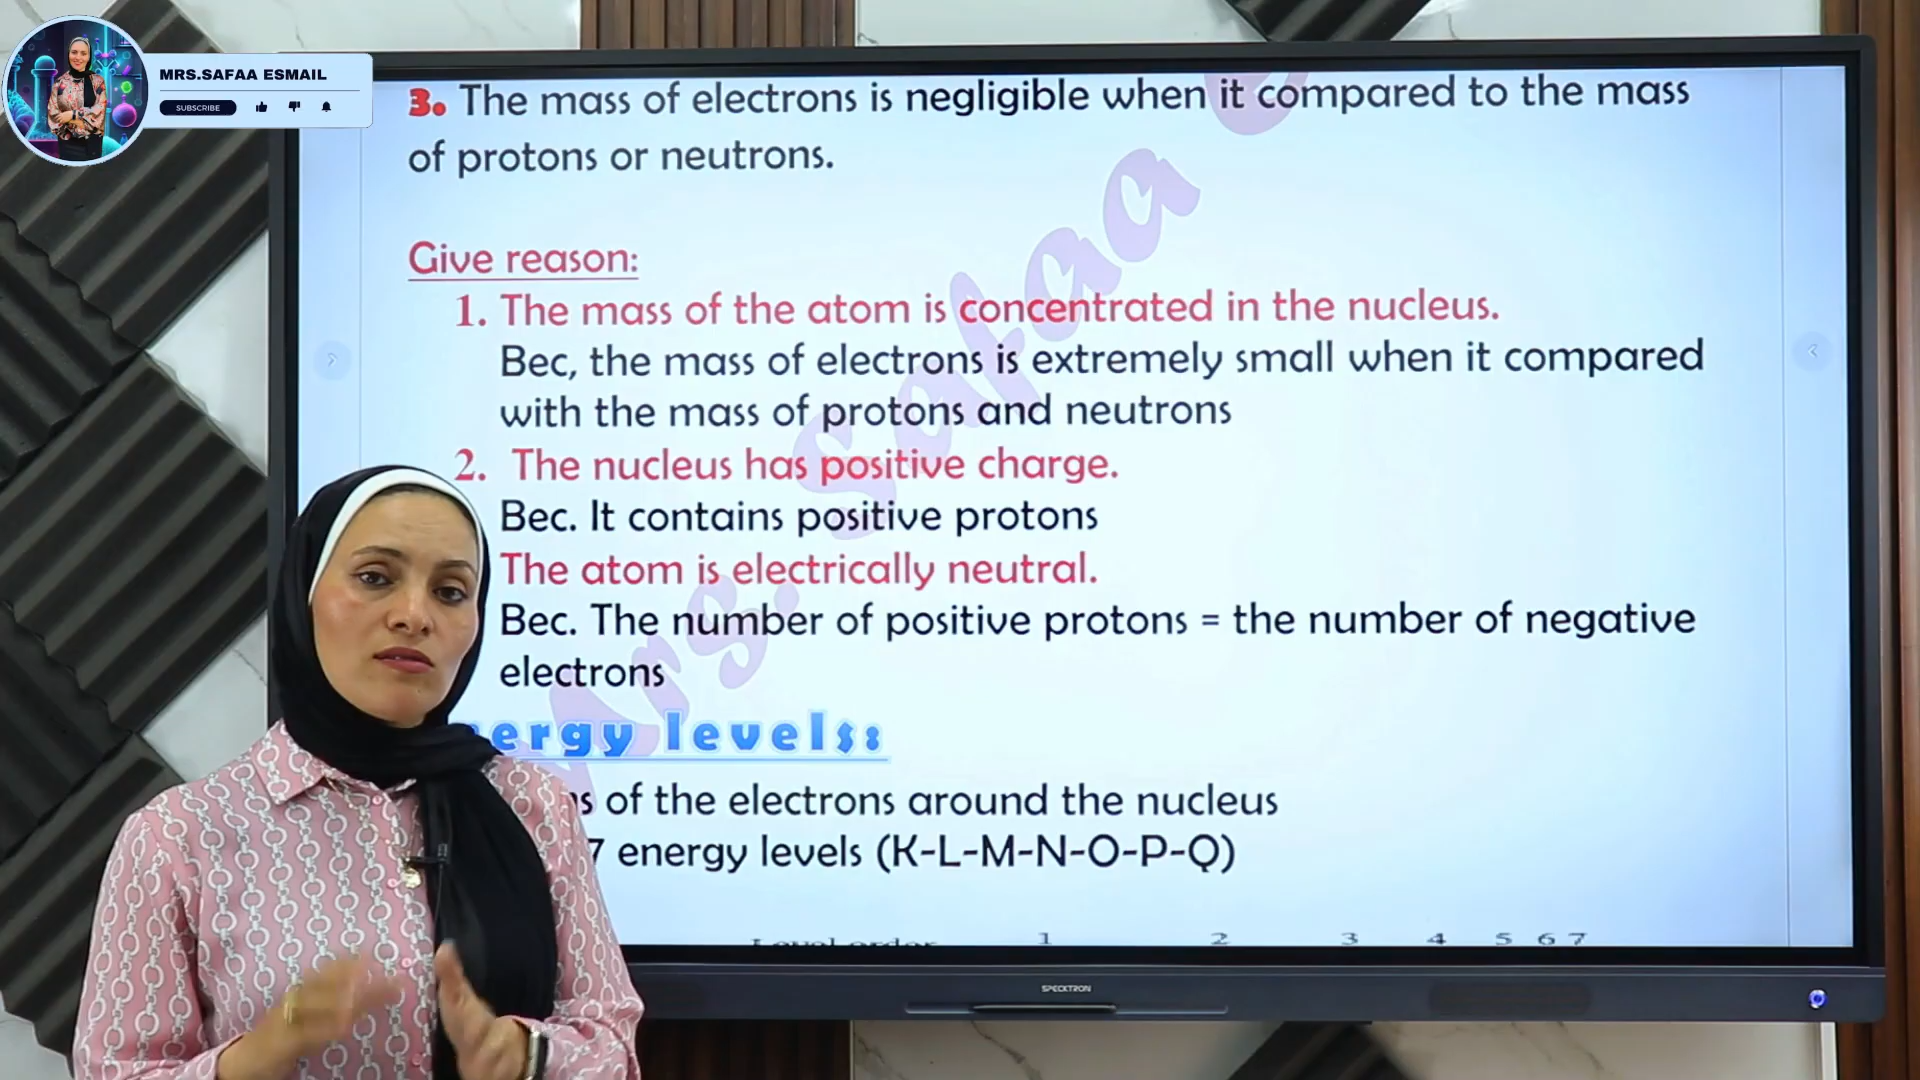 MRS.SAFAA ESMAIL
SUBSCRIBE
3. The mass of electrons is negligible when it compared to the mass
of protons or neutrons.
Give reason:
1. The mass of the atom is concentrated in the nucleus.
Bec, the mass of electrons is extremely small when it compared
with the mass of protons and neutrons
2. The nucleus has positive charge.
Bec. It contains positive protons
The atom is electrically neutral.
Bec. The number of positive protons = the number of negative
electrons
ergy levels:
of the electrons around the nucleus
7 energy levels (K-L-M-N-O-P-Q)
Level order 1 2 3 4 5 6 7
Mrs. Safaa
SPECKTRON